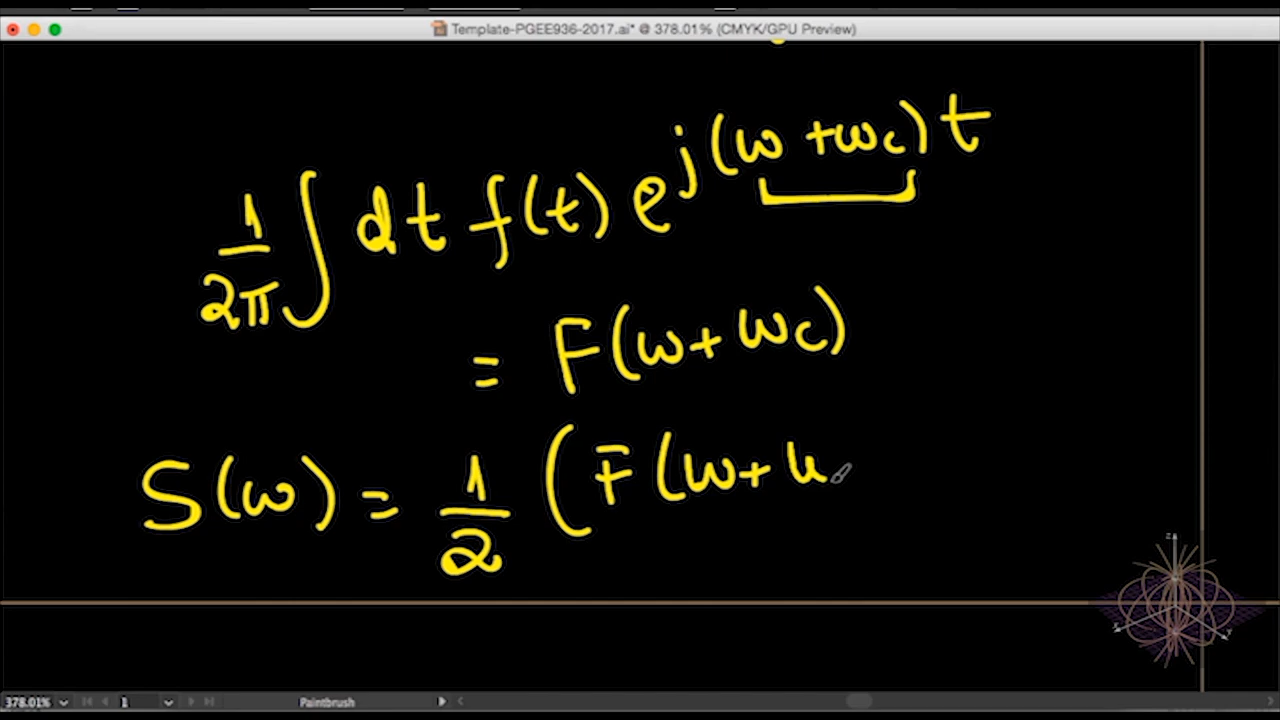 Template-PGEE936-2017.ai* @ 378.01% (CMYK/GPU Preview)
1/2π ∫ dt f(t) e^j(ω+ωc)t
= F(ω+ωc)
S(ω) = 1/2 (F(ω+
z
x y
378.01% 1 Paintbrush